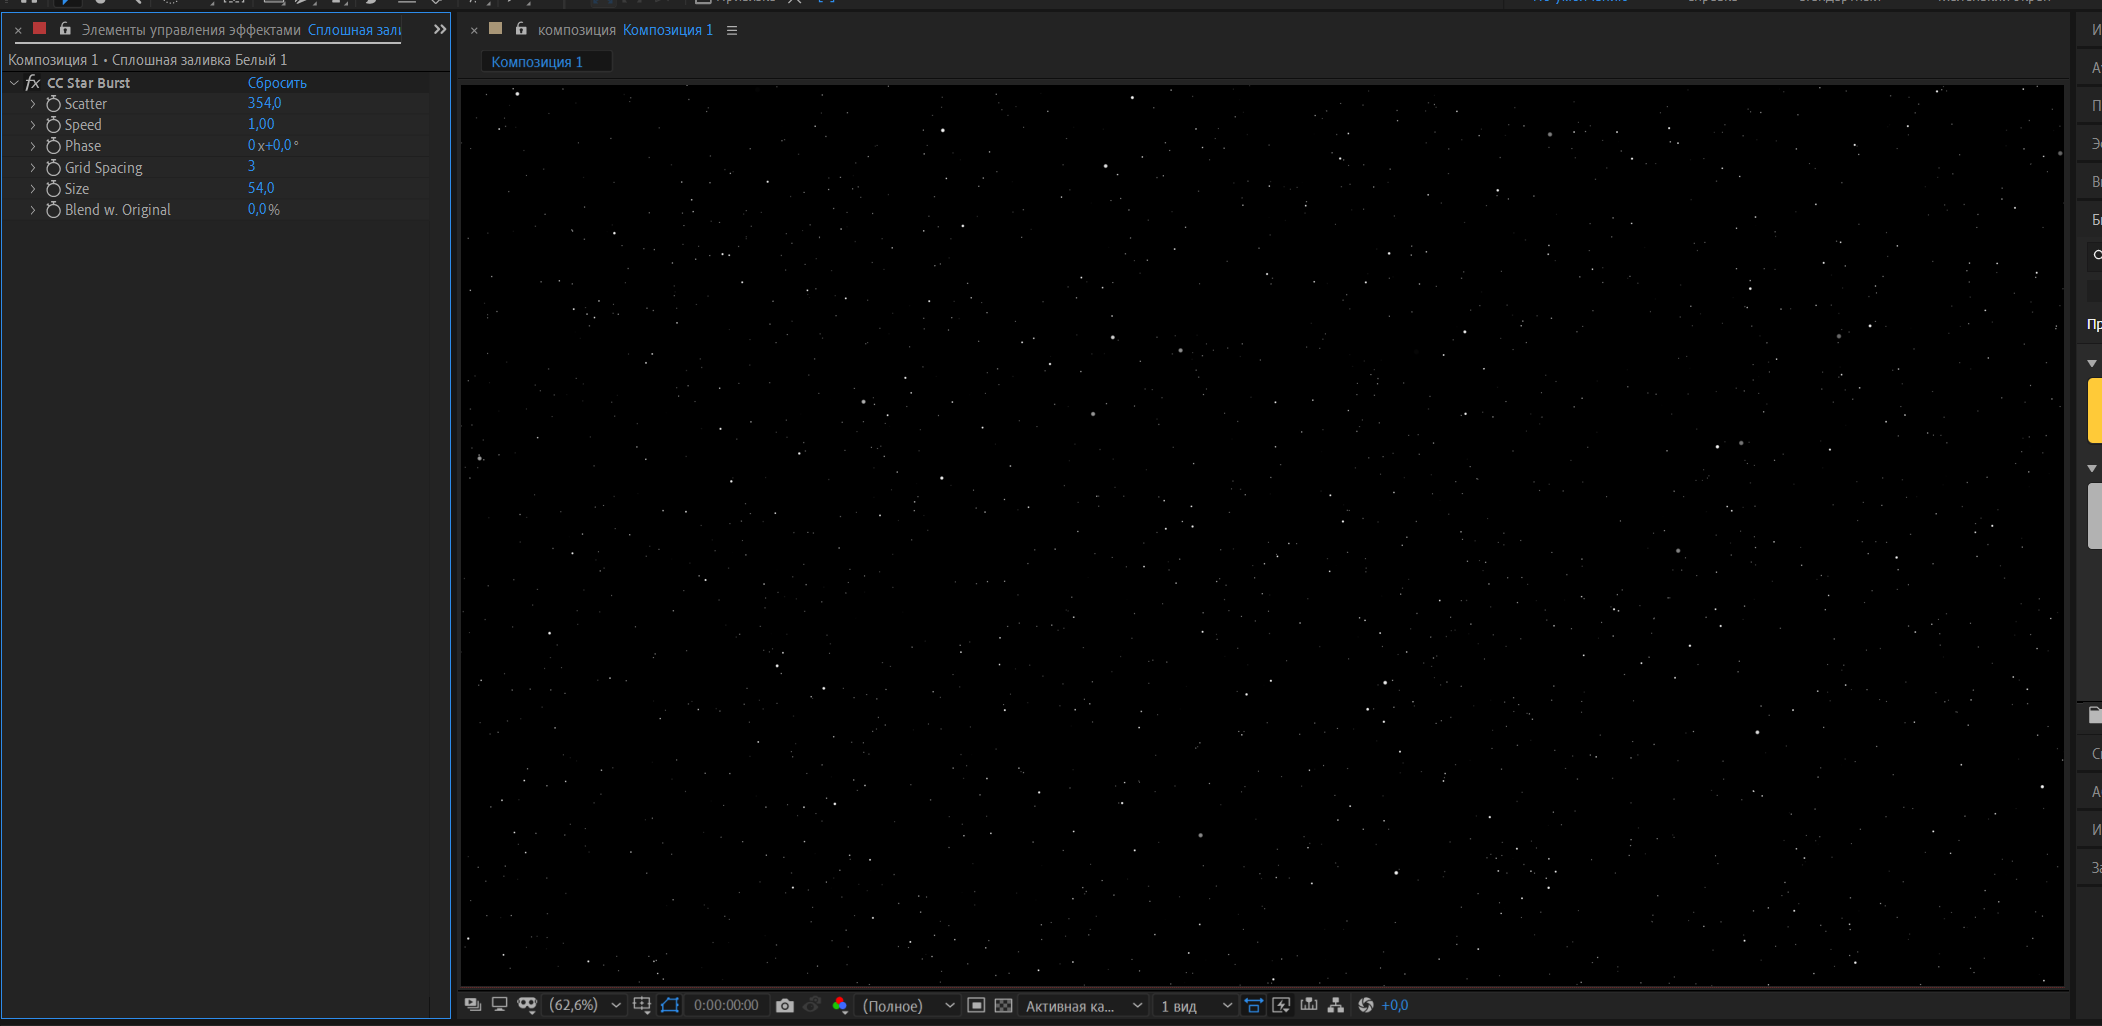 Элементы управления эффектами Сплошная
Композиция 1 • Сплошная заливка Белый 1
fx CC Star Burst Сбросить
Scatter 354,0
Speed 1,00
Phase 0x+0,0°
Grid Spacing 3
Size 54,0
Blend w. Original 0,0%
композиция Композиция 1
Композиция 1
(62,6%) 0:00:00:00 (Полное) Активная ка... 1 вид +0,0